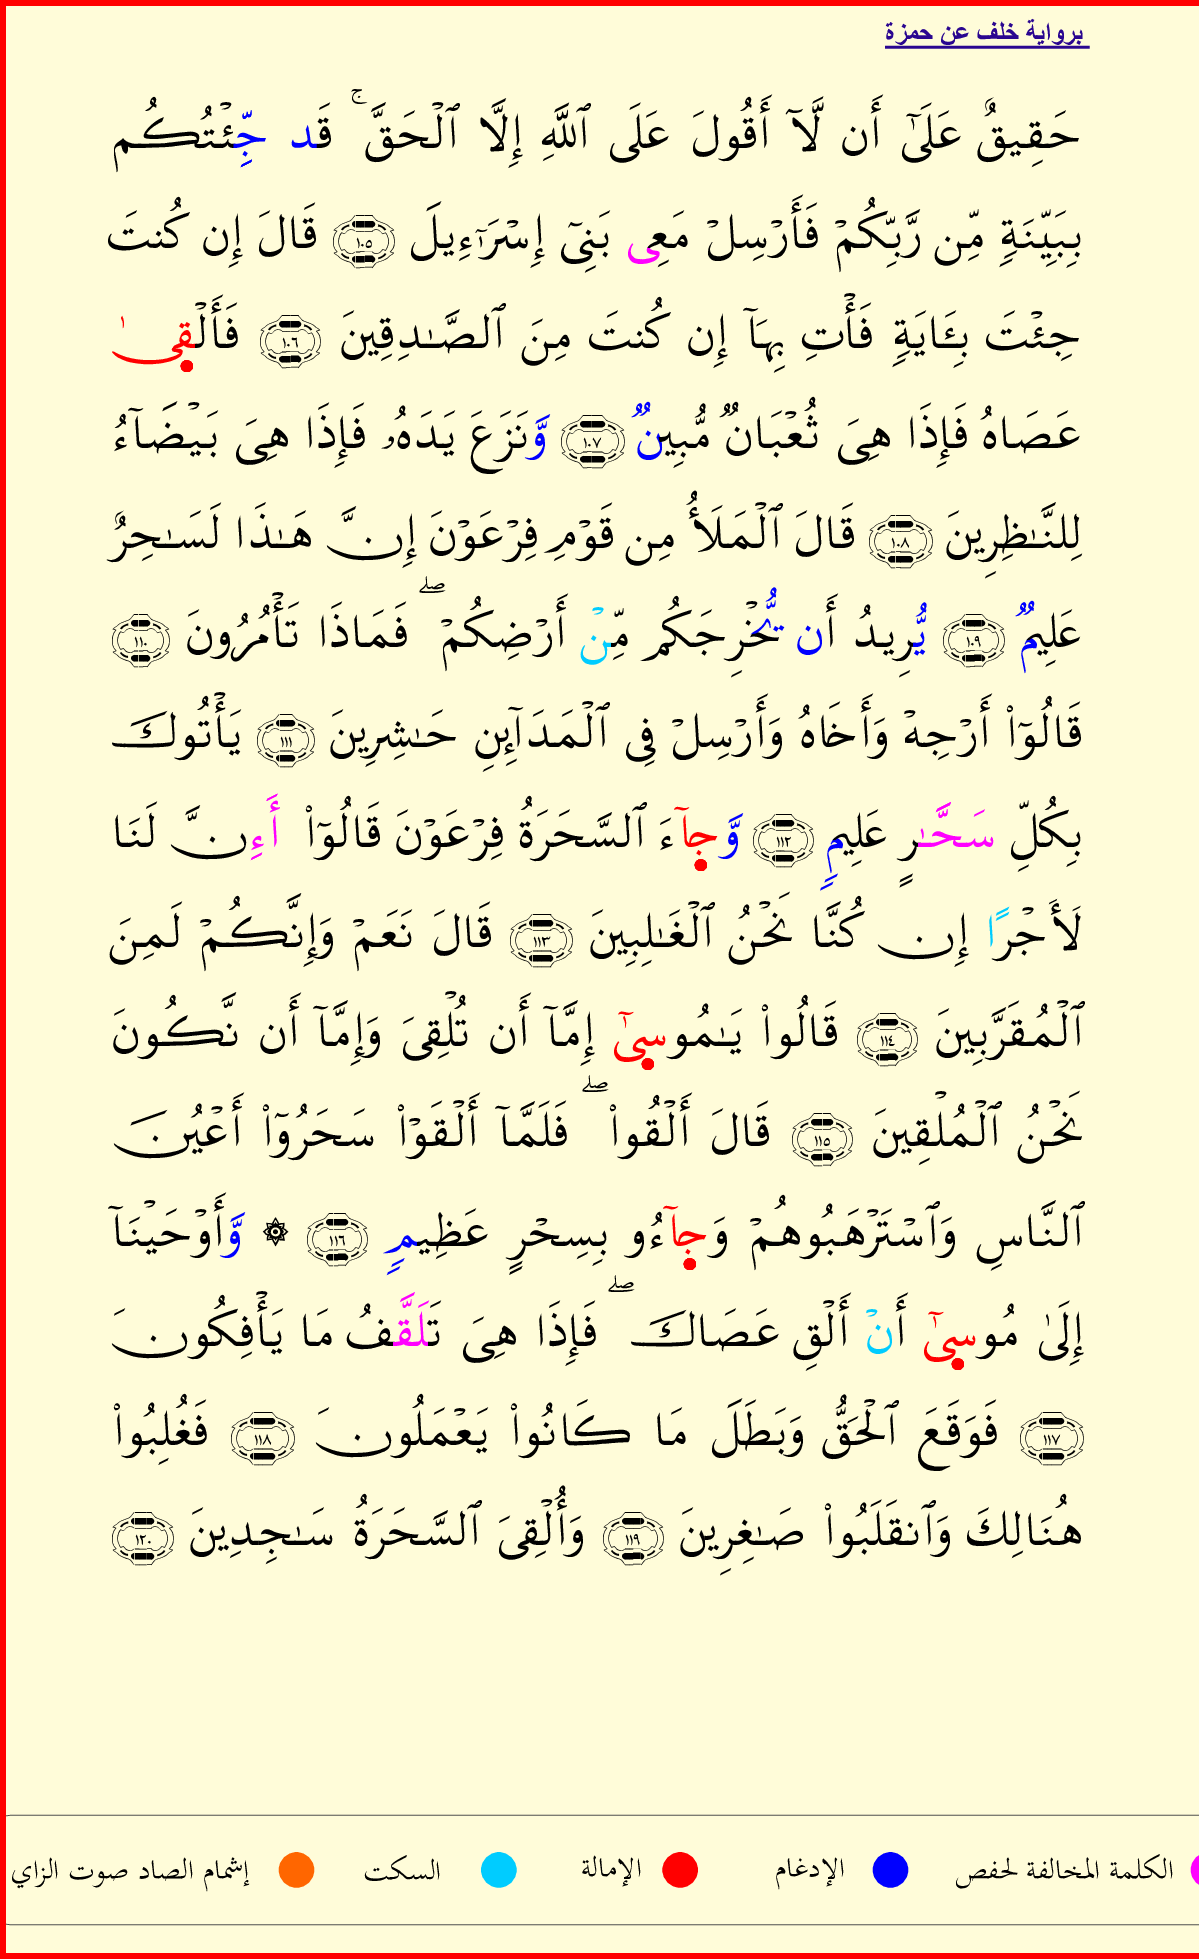 برواية خلف عن حمزة
حَقِيقٌ عَلَىٰٓ أَن لَّآ أَقُولَ عَلَى ٱللَّهِ إِلَّا ٱلْحَقَّ ۚ قَد جِّئْتُكُم
بِبَيِّنَةٍ مِّن رَّبِّكُمْ فَأَرْسِلْ مَعِى بَنِىٓ إِسْرَٰٓءِيلَ ١٠٥ قَالَ إِن كُنتَ
جِئْتَ بِـَٔايَةٍ فَأْتِ بِهَآ إِن كُنتَ مِنَ ٱلصَّـٰدِقِينَ ١٠٦ فَأَلْقِىٰ
عَصَاهُ فَإِذَا هِىَ ثُعْبَانٌ مُّبِينٌ ١٠٧ وَّنَزَعَ يَدَهُۥ فَإِذَا هِىَ بَيْضَآءُ
لِلنَّـٰظِرِينَ ١٠٨ قَالَ ٱلْمَلَأُ مِن قَوْمِ فِرْعَوْنَ إِنَّ هَـٰذَا لَسَـٰحِرٌ
عَلِيمٌ ١٠٩ يُّرِيدُ أَن يُّخْرِجَكُم مِّنْ أَرْضِكُمْ ۖ فَمَاذَا تَأْمُرُونَ ١١٠
قَالُوٓا۟ أَرْجِهْ وَأَخَاهُ وَأَرْسِلْ فِى ٱلْمَدَآئِنِ حَـٰشِرِينَ ١١١ يَأْتُوكَ
بِكُلِّ سَحَّـٰرٍ عَلِيمٍ ١١٢ وَّجِآءَ ٱلسَّحَرَةُ فِرْعَوْنَ قَالُوٓا۟ أَءِنَّ لَنَا
لَأَجْرًا إِن كُنَّا نَحْنُ ٱلْغَـٰلِبِينَ ١١٣ قَالَ نَعَمْ وَإِنَّكُمْ لَمِنَ
ٱلْمُقَرَّبِينَ ١١٤ قَالُوا۟ يَـٰمُوسِىٰٓ إِمَّآ أَن تُلْقِىَ وَإِمَّآ أَن نَّكُونَ
نَحْنُ ٱلْمُلْقِينَ ١١٥ قَالَ أَلْقُوا۟ ۖ فَلَمَّآ أَلْقَوْا۟ سَحَرُوٓا۟ أَعْيُنَ
ٱلنَّاسِ وَٱسْتَرْهَبُوهُمْ وَجِآءُو بِسِحْرٍ عَظِيمٍ ١١٦ ۞ وَّأَوْحَيْنَآ
إِلَىٰ مُوسِىٰٓ أَنْ أَلْقِ عَصَاكَ ۖ فَإِذَا هِىَ تَلَقَّفُ مَا يَأْفِكُونَ
١١٧ فَوَقَعَ ٱلْحَقُّ وَبَطَلَ مَا كَانُوا۟ يَعْمَلُونَ ١١٨ فَغُلِبُوا۟
هُنَالِكَ وَٱنقَلَبُوا۟ صَـٰغِرِينَ ١١٩ وَأُلْقِىَ ٱلسَّحَرَةُ سَـٰجِدِينَ ١٢٠
الكلمة المخالفة لحفص الإدغام الإمالة السكت إشمام الصاد صوت الزاي